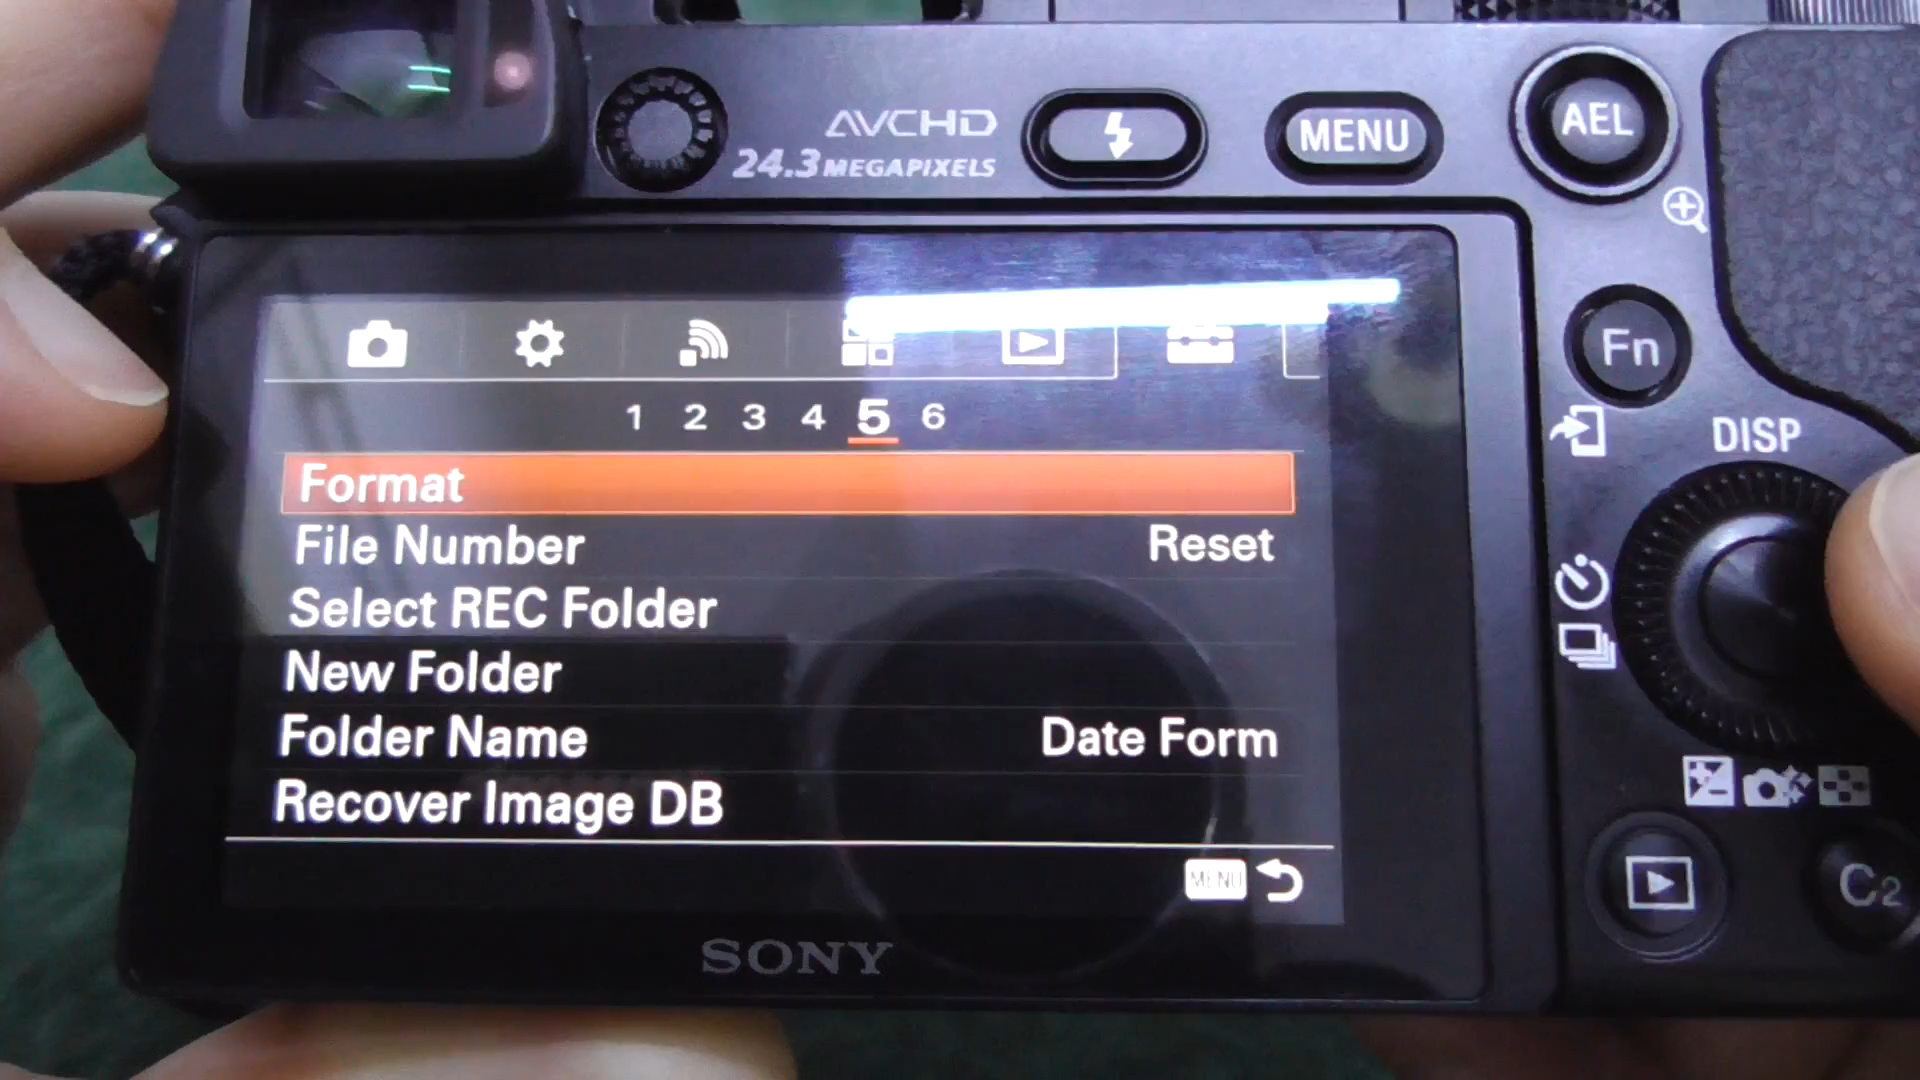 AVCHD
24.3 MEGAPIXELS
MENU
AEL
Fn
DISP
1 2 3 4 5 6
Format
File Number Reset
Select REC Folder
New Folder
Folder Name Date Form
Recover Image DB
MENU
C2
SONY